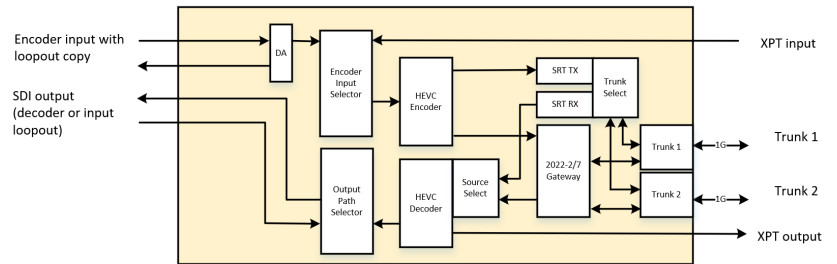 Encoder input with
loopout copy
SDI output
(decoder or input
loopout)
DA
Encoder
Input
Selector
HEVC
Encoder
SRT TX
SRT RX
Trunk
Select
2022-2/7
Gateway
Output
Path
Selector
HEVC
Decoder
Source
Select
Trunk 1
Trunk 2
1G
1G
XPT input
Trunk 1
Trunk 2
XPT output